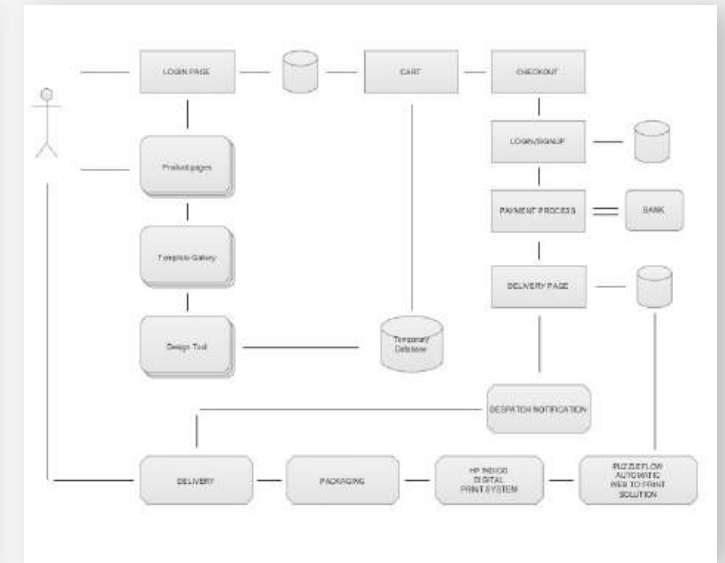 LOGIN PAGE
CART
CHECKOUT
LOGIN/SIGNUP
Product pages
PAYMENT PROCESS
BANK
Template Gallery
DELIVERY PAGE
Design Tool
Temporary
Database
DESPATCH NOTIFICATION
DELIVERY
PACKAGING
HP INDIGO
DIGITAL
PRINT SYSTEM
PUZZLEFLOW
AUTOMATIC
WEB TO PRINT
SOLUTION